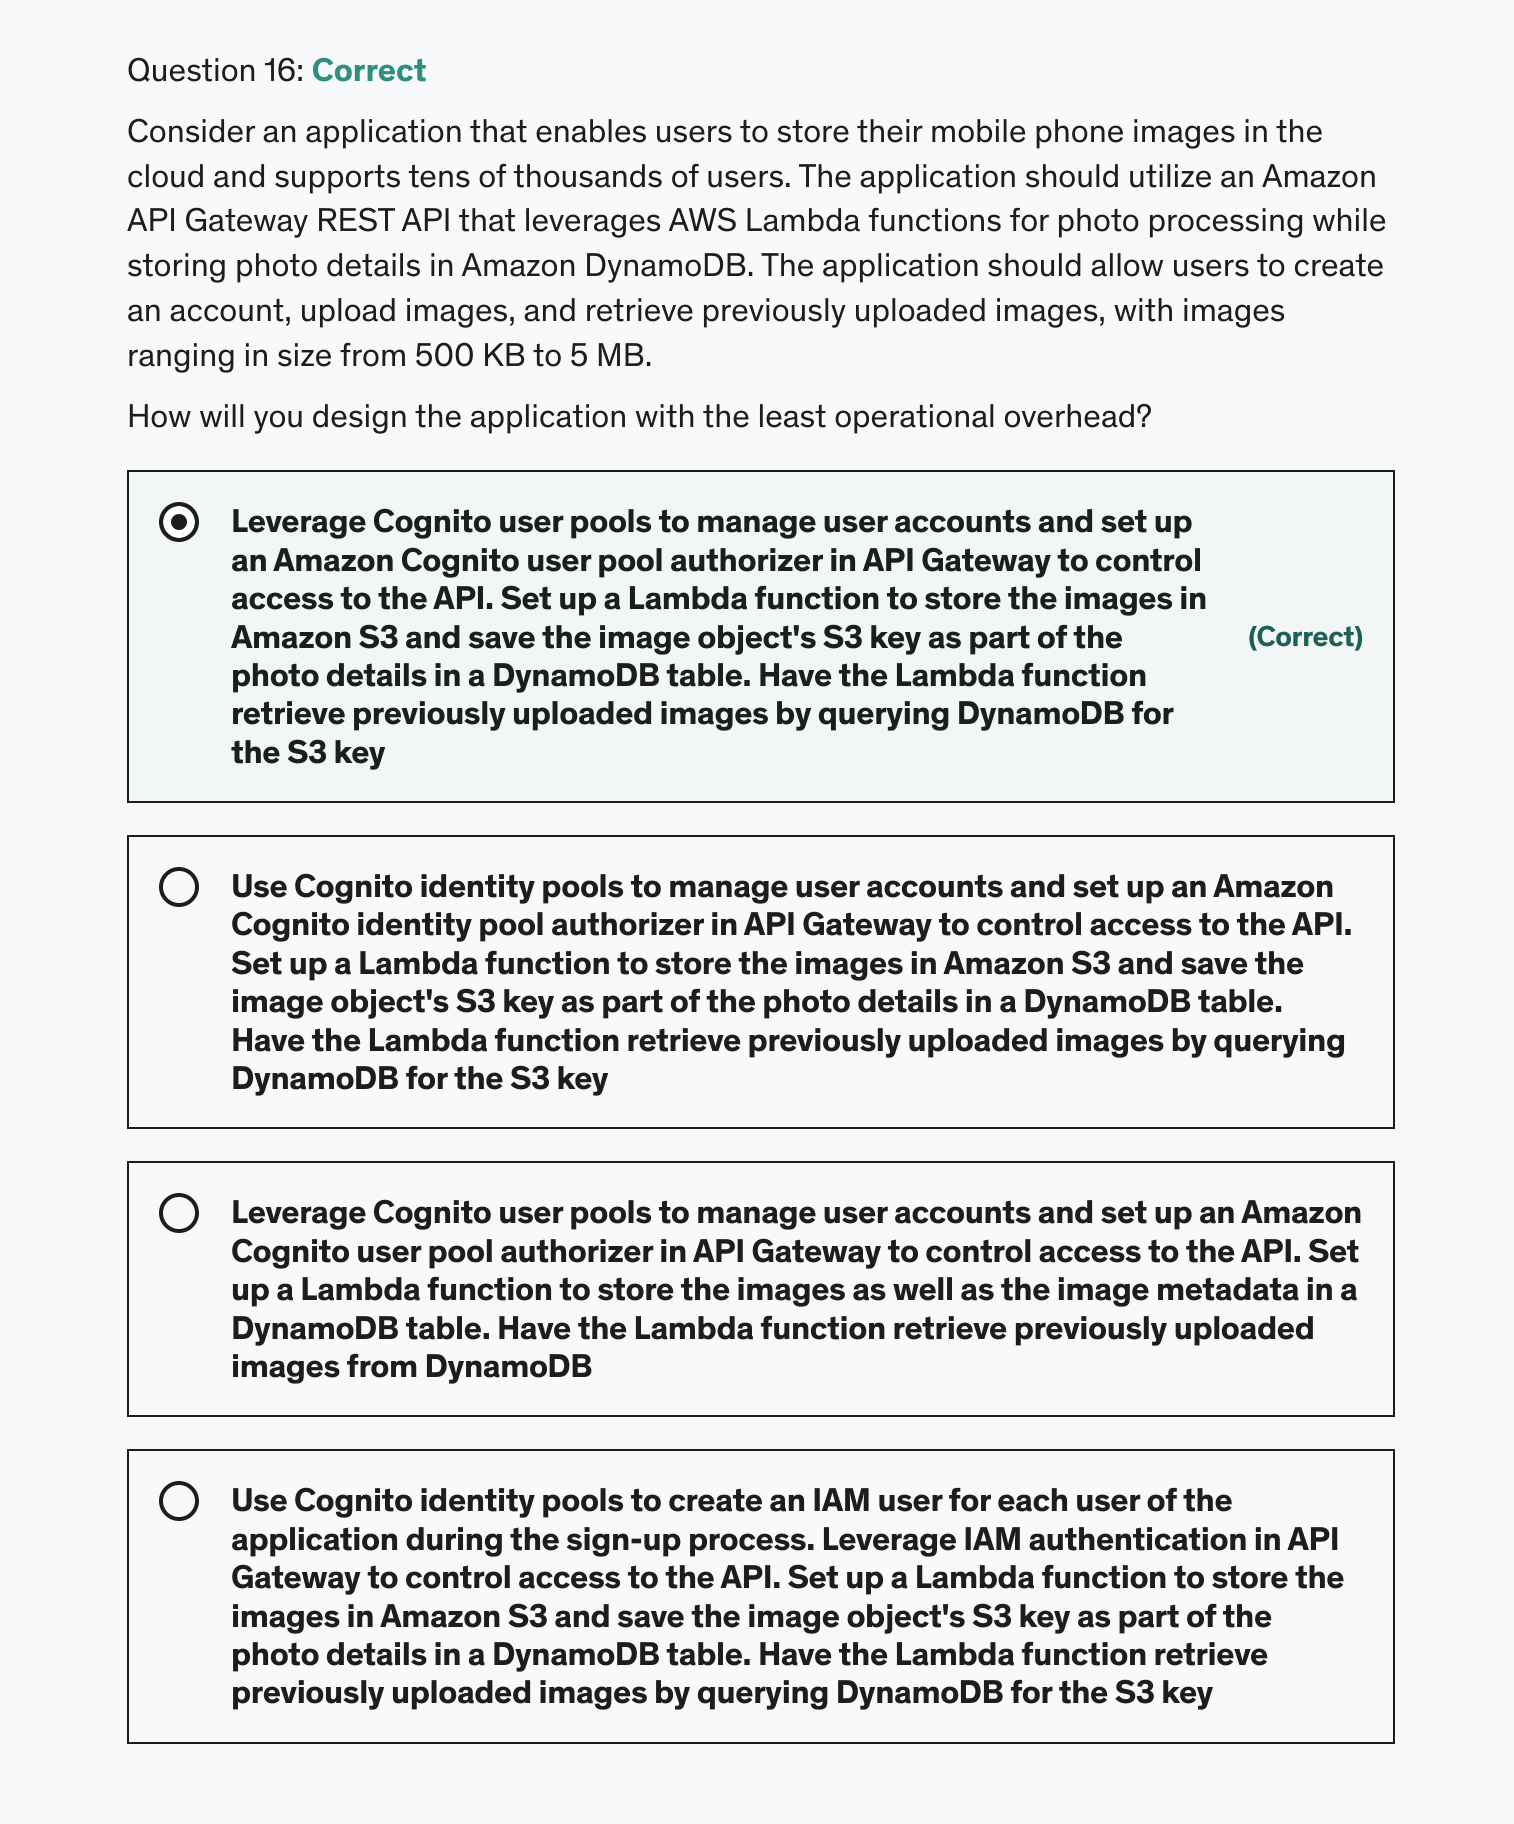 Question 16: Correct
Consider an application that enables users to store their mobile phone images in the
cloud and supports tens of thousands of users. The application should utilize an Amazon
API Gateway REST API that leverages AWS Lambda functions for photo processing while
storing photo details in Amazon DynamoDB. The application should allow users to create
an account, upload images, and retrieve previously uploaded images, with images
ranging in size from 500 KB to 5 MB.
How will you design the application with the least operational overhead?
Leverage Cognito user pools to manage user accounts and set up
an Amazon Cognito user pool authorizer in API Gateway to control
access to the API. Set up a Lambda function to store the images in
Amazon S3 and save the image object's S3 key as part of the
photo details in a DynamoDB table. Have the Lambda function
retrieve previously uploaded images by querying DynamoDB for
the S3 key
(Correct)
Use Cognito identity pools to manage user accounts and set up an Amazon
Cognito identity pool authorizer in API Gateway to control access to the API.
Set up a Lambda function to store the images in Amazon S3 and save the
image object's S3 key as part of the photo details in a DynamoDB table.
Have the Lambda function retrieve previously uploaded images by querying
DynamoDB for the S3 key
Leverage Cognito user pools to manage user accounts and set up an Amazon
Cognito user pool authorizer in API Gateway to control access to the API. Set
up a Lambda function to store the images as well as the image metadata in a
DynamoDB table. Have the Lambda function retrieve previously uploaded
images from DynamoDB
Use Cognito identity pools to create an IAM user for each user of the
application during the sign-up process. Leverage IAM authentication in API
Gateway to control access to the API. Set up a Lambda function to store the
images in Amazon S3 and save the image object's S3 key as part of the
photo details in a DynamoDB table. Have the Lambda function retrieve
previously uploaded images by querying DynamoDB for the S3 key